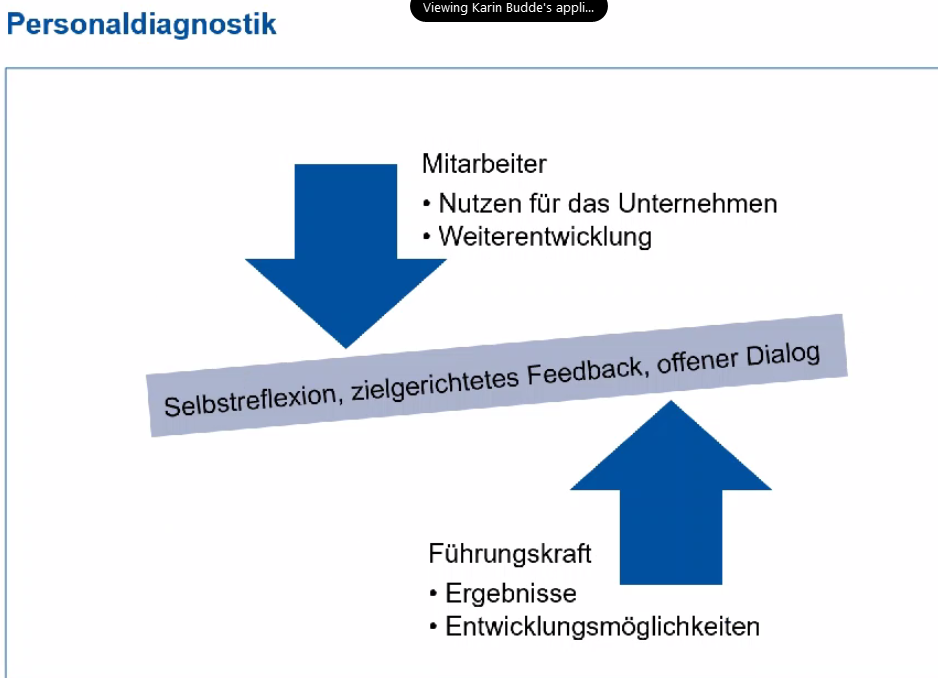 Viewing Karin Budde's appli...
Personaldiagnostik
Mitarbeiter
• Nutzen für das Unternehmen
• Weiterentwicklung
Selbstreflexion, zielgerichtetes Feedback, offener Dialog
Führungskraft
• Ergebnisse
• Entwicklungsmöglichkeiten